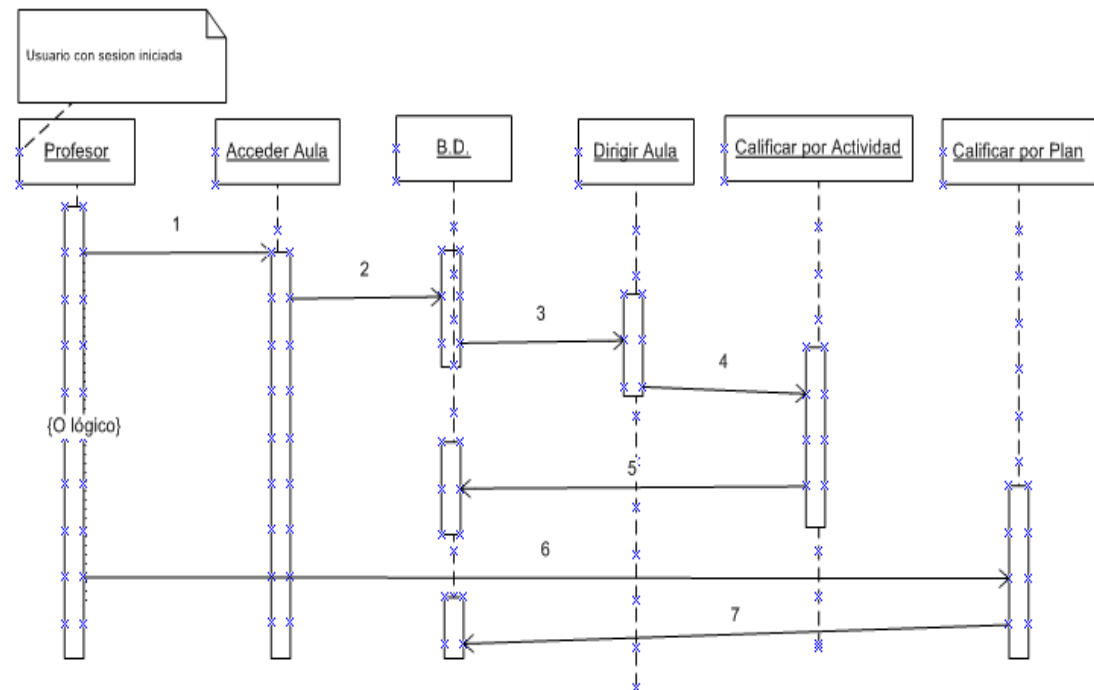 Usuario con sesion iniciada
Profesor
Acceder Aula
B.D.
Dirigir Aula
Calificar por Actividad
Calificar por Plan
1
2
3
4
{O lógico}
5
6
7